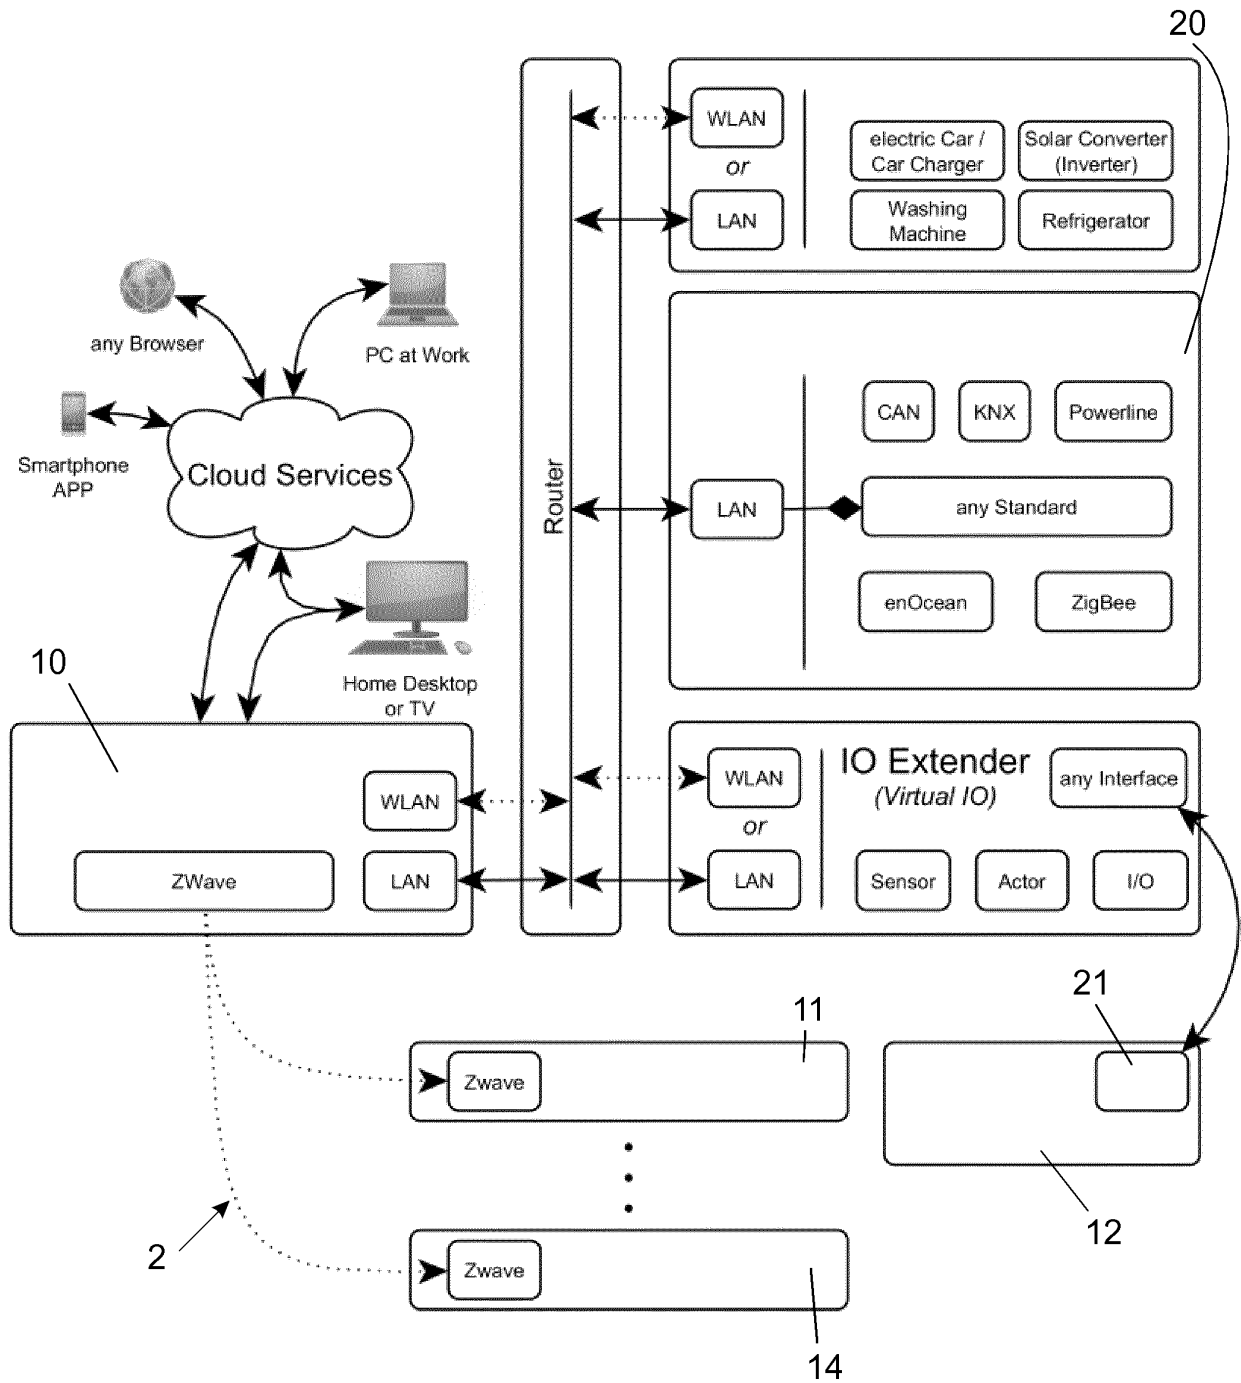 20
WLAN
or
LAN
electric Car /
Car Charger
Solar Converter
(Inverter)
Washing
Machine
Refrigerator
any Browser
PC at Work
Smartphone
APP
Cloud Services
Home Desktop
or TV
Router
LAN
CAN
KNX
Powerline
any Standard
enOcean
ZigBee
10
WLAN
ZWave
LAN
WLAN
or
LAN
IO Extender
(Virtual IO)
any Interface
Sensor
Actor
I/O
11
Zwave
21
12
2
Zwave
14